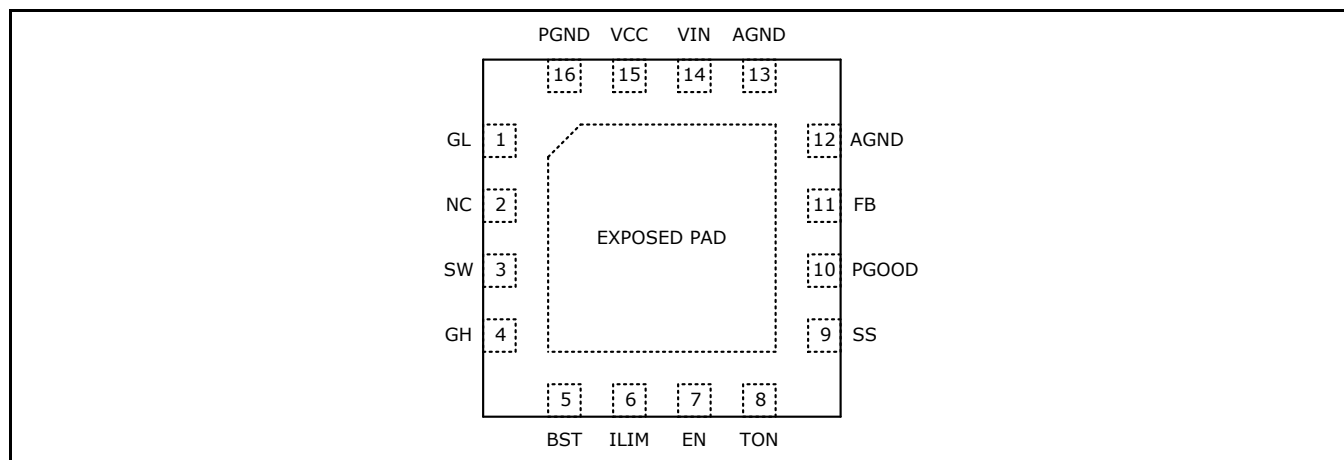 PGND VCC VIN AGND
16 15 14 13
GL 1 12 AGND
NC 2 11 FB
EXPOSED PAD
SW 3 10 PGOOD
GH 4 9 SS
5 6 7 8
BST ILIM EN TON